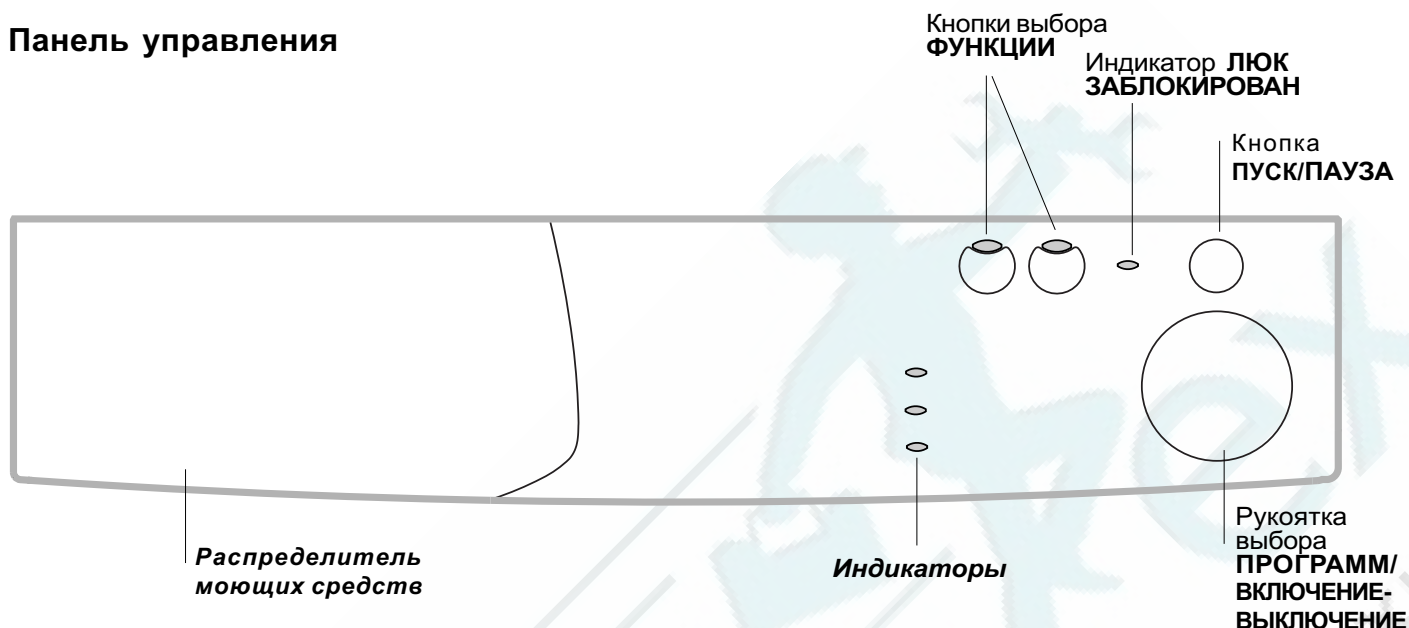 Панель управления
Кнопки выбора
ФУНКЦИИ
Индикатор ЛЮК
ЗАБЛОКИРОВАН
Кнопка
ПУСК/ПАУЗА
Распределитель
моющих средств
Индикаторы
Рукоятка
выбора
ПРОГРАММ/
ВКЛЮЧЕНИЕ-
ВЫКЛЮЧЕНИЕ